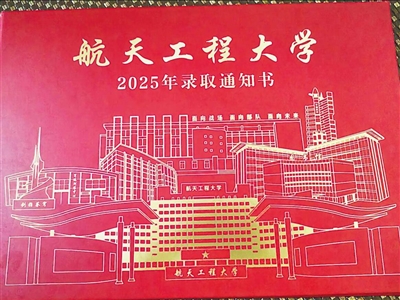 航天工程大学
2025年录取通知书
面向战场 面向部队 面向未来
航天工程大学
航天工程大学